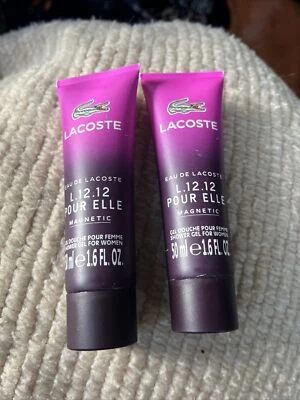 LACOSTE
EAU DE LACOSTE
L.12.12
POUR ELLE
MAGNETIC
GEL DOUCHE POUR FEMME
SHOWER GEL FOR WOMEN
ml e 1.6 FL. OZ.
LACOSTE
EAU DE LACOSTE
L.12.12
POUR ELLE
MAGNETIC
GEL DOUCHE POUR FEMME
SHOWER GEL FOR WOMEN
50 ml e 1.6 FL. OZ.